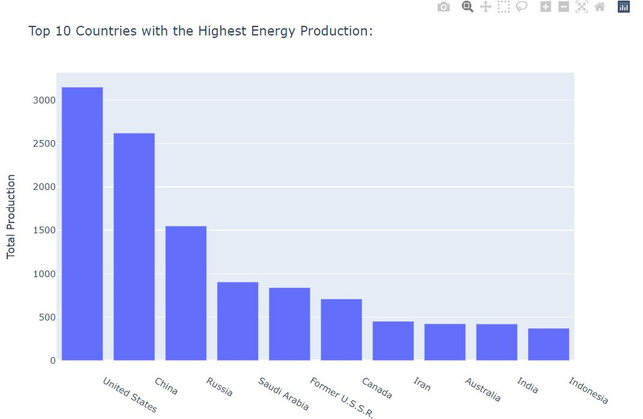 Top 10 Countries with the Highest Energy Production:
Total Production
3000
2500
2000
1500
1000
500
0
United States
China
Russia
Saudi Arabia
Former U.S.S.R.
Canada
Iran
Australia
India
Indonesia